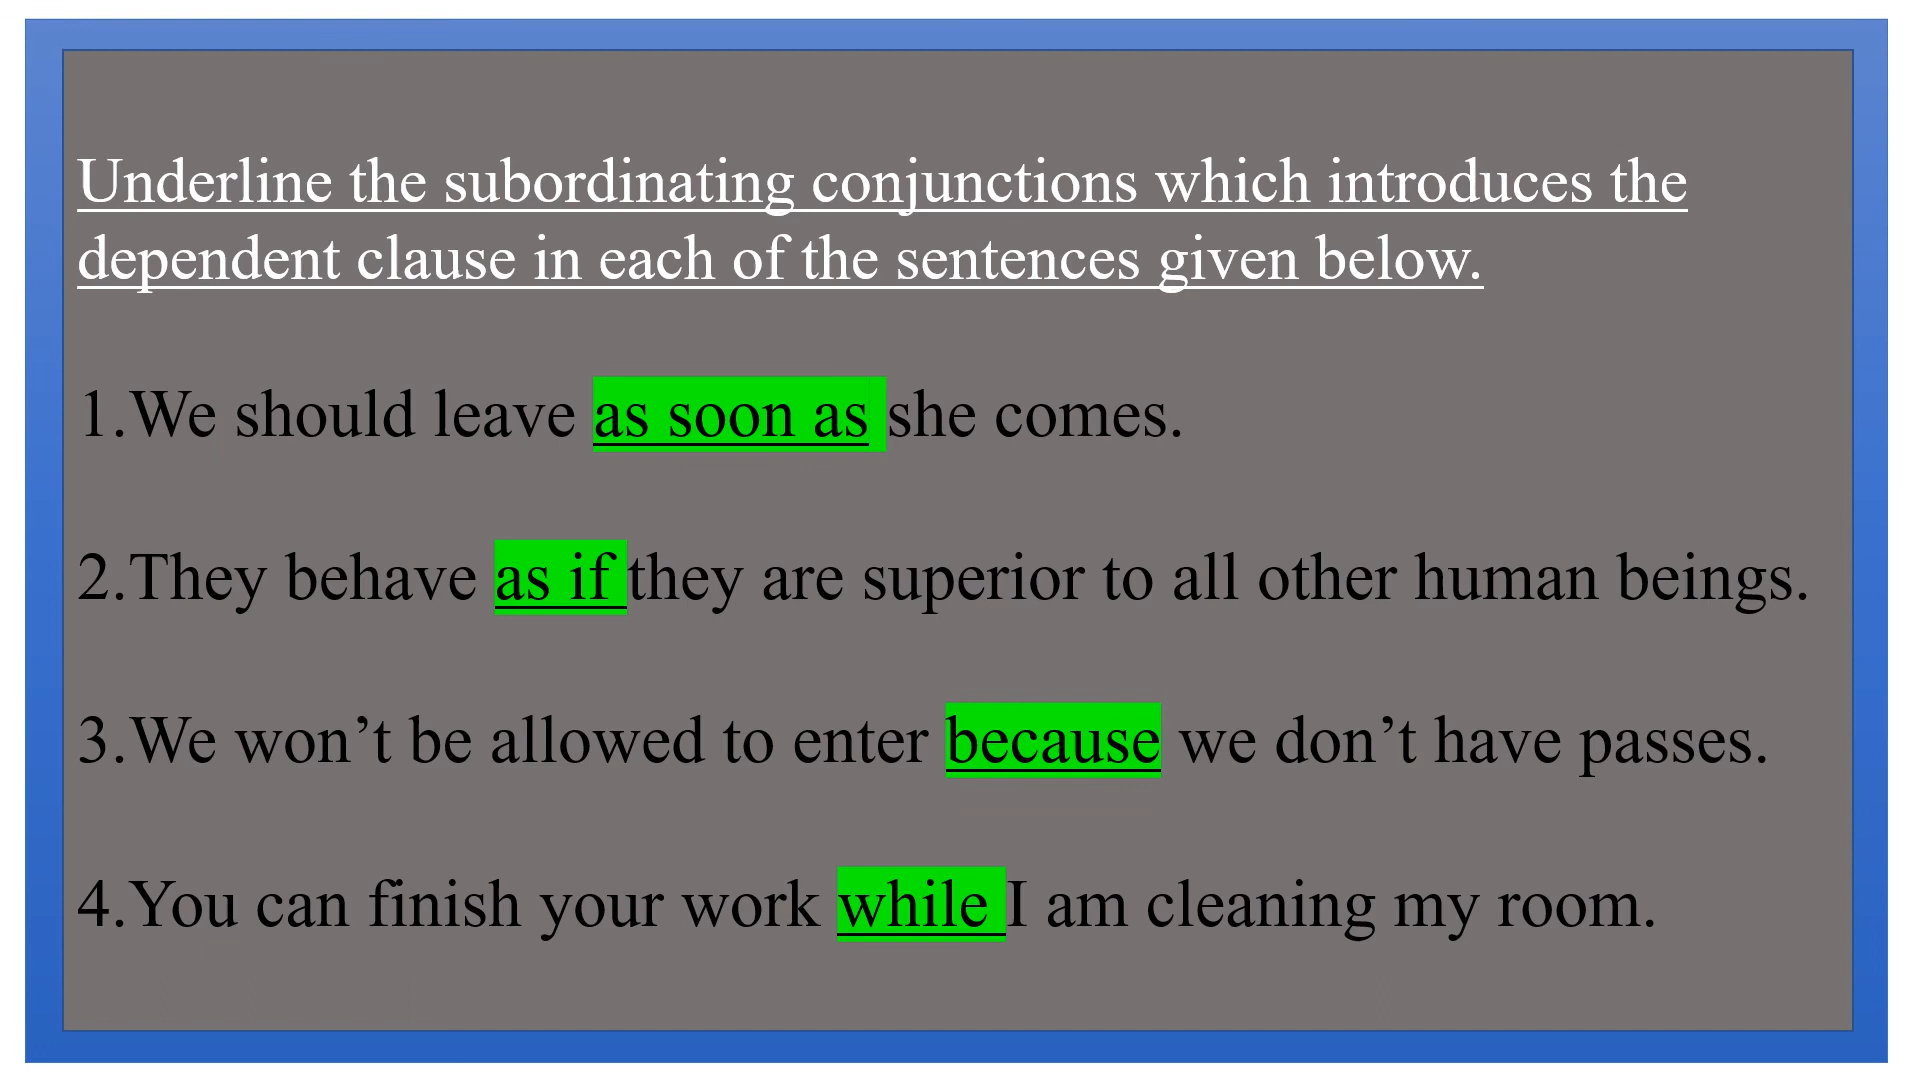 Underline the subordinating conjunctions which introduces the
dependent clause in each of the sentences given below.
1.We should leave as soon as she comes.
2.They behave as if they are superior to all other human beings.
3.We won’t be allowed to enter because we don’t have passes.
4.You can finish your work while I am cleaning my room.